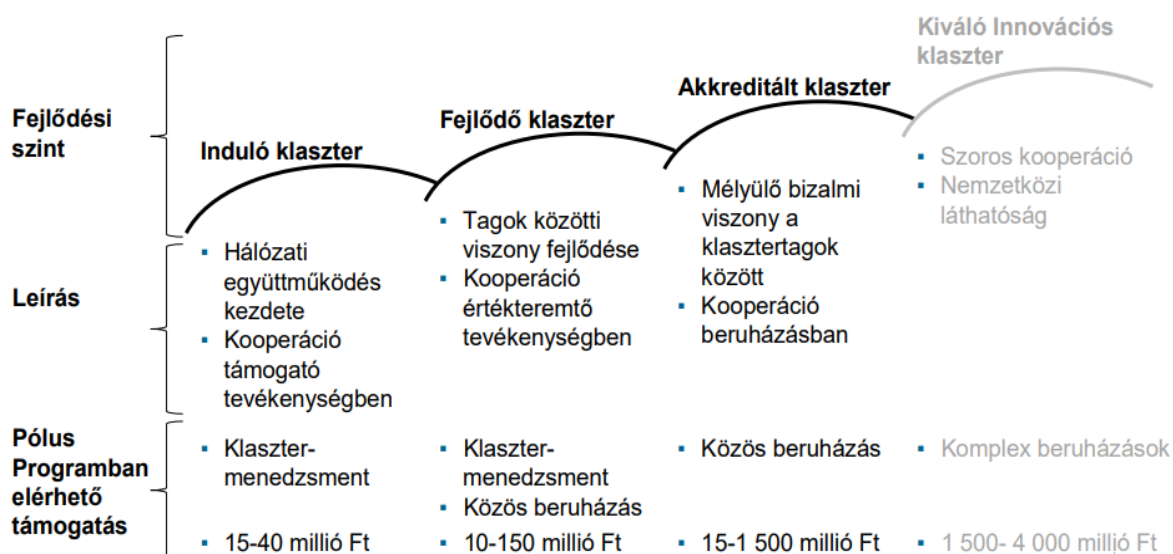 Kiváló Innovációs
klaszter
Akkreditált klaszter
Fejlődő klaszter
Induló klaszter
Fejlődési
szint
▪ Szoros kooperáció
▪ Nemzetközi
láthatóság
▪ Mélyülő bizalmi
viszony a
klasztertagok
között
▪ Kooperáció
beruházásban
▪ Tagok közötti
viszony fejlődése
▪ Kooperáció
értékteremtő
tevékenységben
▪ Hálózati
együttműködés
kezdete
▪ Kooperáció
támogató
tevékenységben
Leírás
Pólus
Programban
elérhető
támogatás
▪ Klaszter-
menedzsment
▪ 15-40 millió Ft
▪ Klaszter-
menedzsment
▪ Közös beruházás
▪ 10-150 millió Ft
▪ Közös beruházás
▪ 15-1 500 millió Ft
▪ Komplex beruházások
▪ 1 500- 4 000 millió Ft